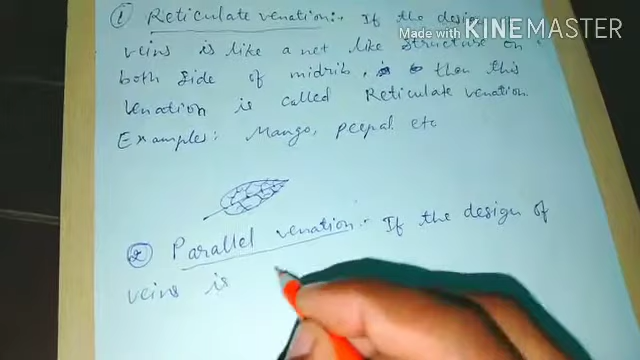 ① Reticulate venation:- If the design
Made with KINEMASTER
veins is like a net like structure on
both side of midrib, then this
venation is called Reticulate venation.
Examples: Mango, peepal etc
② Parallel venation:- If the design of
veins is